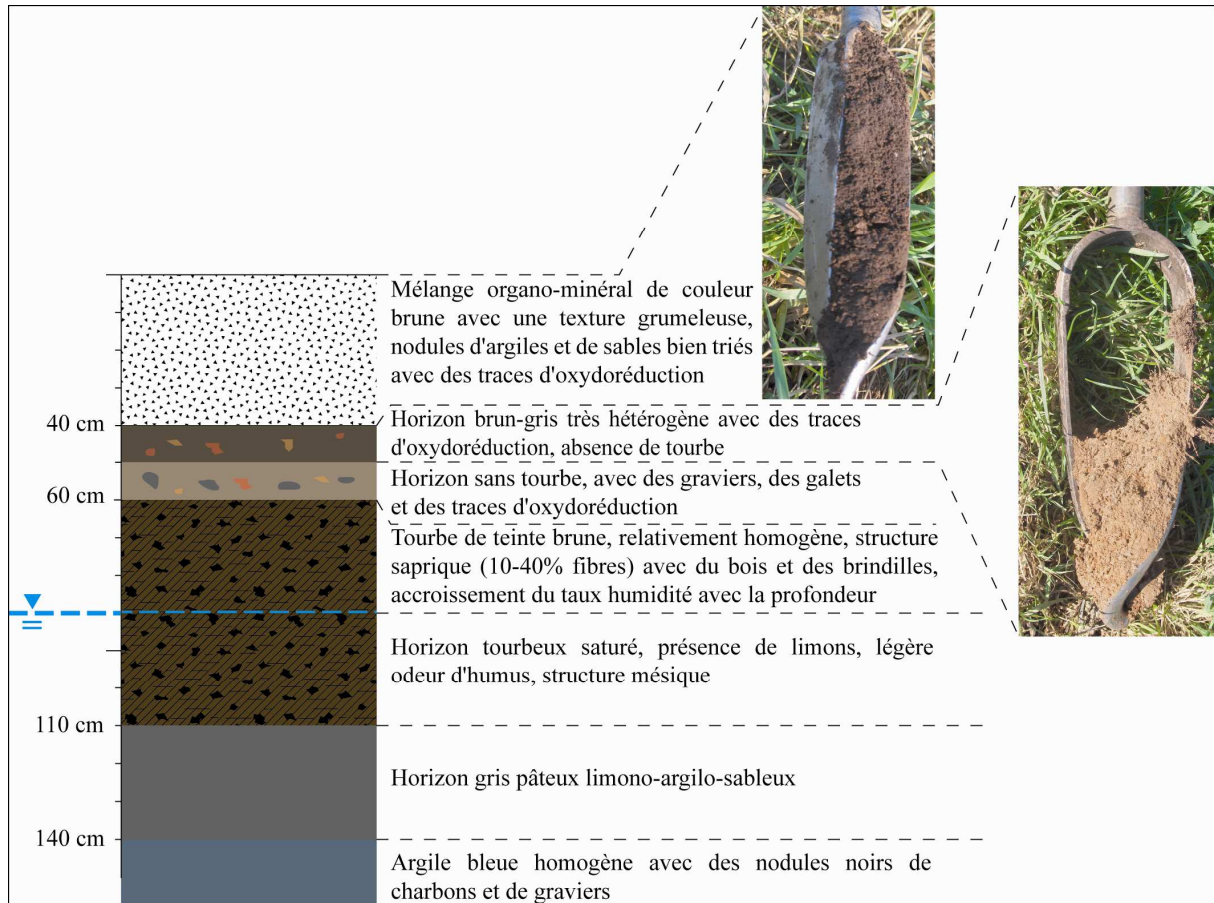 Mélange organo-minéral de couleur
brune avec une texture grumeleuse,
nodules d'argiles et de sables bien triés
avec des traces d'oxydoréduction
40 cm
Horizon brun-gris très hétérogène avec des traces
d'oxydoréduction, absence de tourbe
Horizon sans tourbe, avec des graviers, des galets
et des traces d'oxydoréduction
60 cm
Tourbe de teinte brune, relativement homogène, structure
saprique (10-40% fibres) avec du bois et des brindilles,
accroissement du taux humidité avec la profondeur
Horizon tourbeux saturé, présence de limons, légère
odeur d'humus, structure mésique
110 cm
Horizon gris pâteux limono-argilo-sableux
140 cm
Argile bleue homogène avec des nodules noirs de
charbons et de graviers